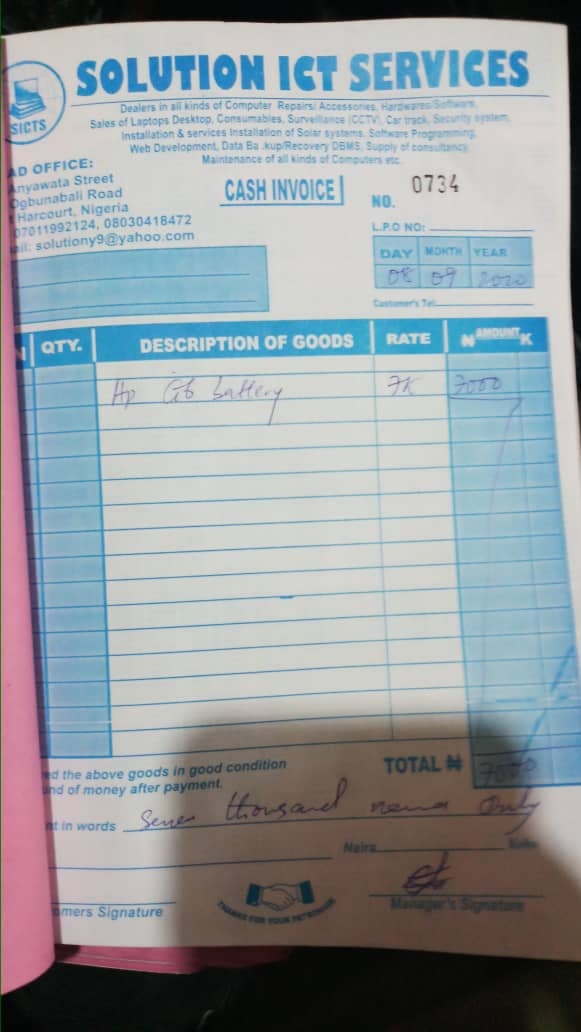 SOLUTION ICT SERVICES
SICTS
Dealers in all kinds of Computer Repairs/ Accessories, Hardwares/Software,
Sales of Laptops Desktop, Consumables, Surveillance (CCTV), Car track, Security system,
Installation & services Installation of Solar systems. Software Programming,
Web Development, Data Ba .kup/Recovery DBMS, Supply of consultancy,
Maintenance of all kinds of Computers etc.
AD OFFICE:
Anyawata Street
Ogbunabali Road
Harcourt, Nigeria
07011992124, 08030418472
ail: solutiony9@yahoo.com
CASH INVOICE
NO. 0734
L.P.O NO:
DAY MONTH YEAR
08 09 2020
Customer's Tel:
QTY. DESCRIPTION OF GOODS RATE ₦ AMOUNT K
Hp battery 7K 7000
ed the above goods in good condition
und of money after payment.
TOTAL ₦ 7000
nt in words Seven thousand naira Only
Naira Kobo
omers Signature
THANKS FOR YOUR PATRONAGE
Manager's Signature